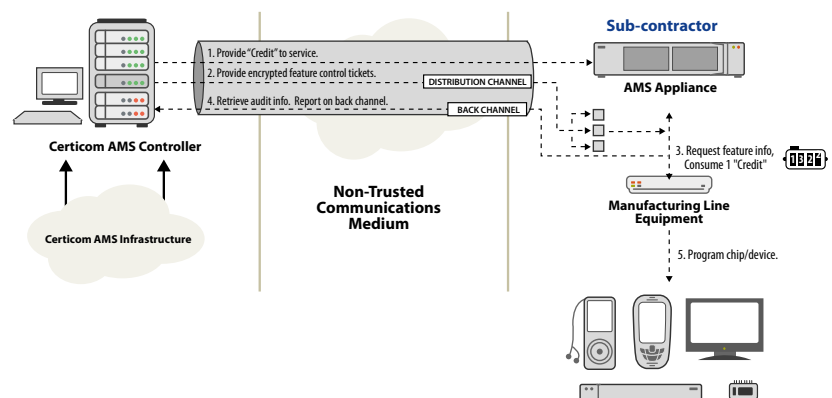 Sub-contractor
1. Provide "Credit" to service.
2. Provide encrypted feature control tickets.
DISTRIBUTION CHANNEL
4. Retrieve audit info. Report on back channel.
BACK CHANNEL
AMS Appliance
Certicom AMS Controller
3. Request feature info,
Consume 1 "Credit"
1324
Non-Trusted
Communications
Medium
Manufacturing Line
Equipment
Certicom AMS Infrastructure
5. Program chip/device.